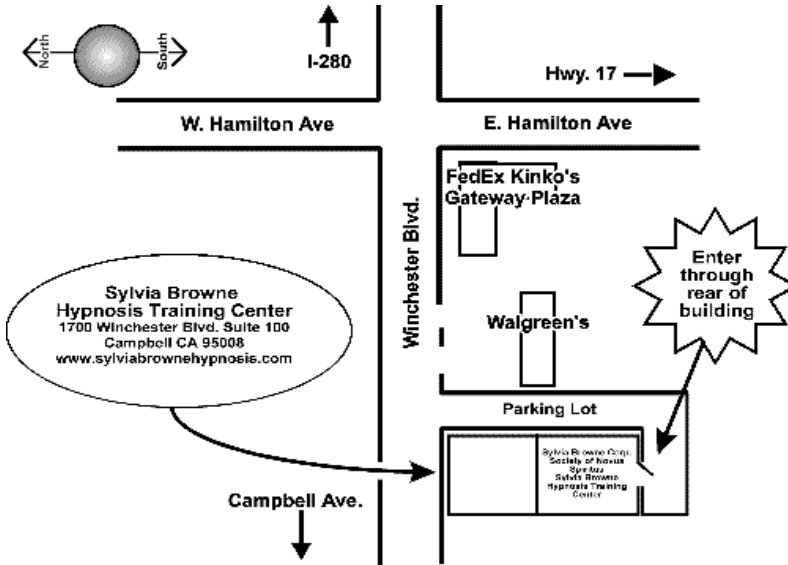 North
South
I-280
Hwy. 17
W. Hamilton Ave
E. Hamilton Ave
FedEx Kinko's
Gateway Plaza
Winchester Blvd.
Enter
through
rear of
building
Sylvia Browne
Hypnosis Training Center
1700 Winchester Blvd. Suite 100
Campbell CA 95008
www.sylviabrownehypnosis.com
Walgreen's
Parking Lot
Sylvia Browne Corp.
Society of Novus
Spiritus
Sylvia Browne
Hypnosis Training
Center
Campbell Ave.